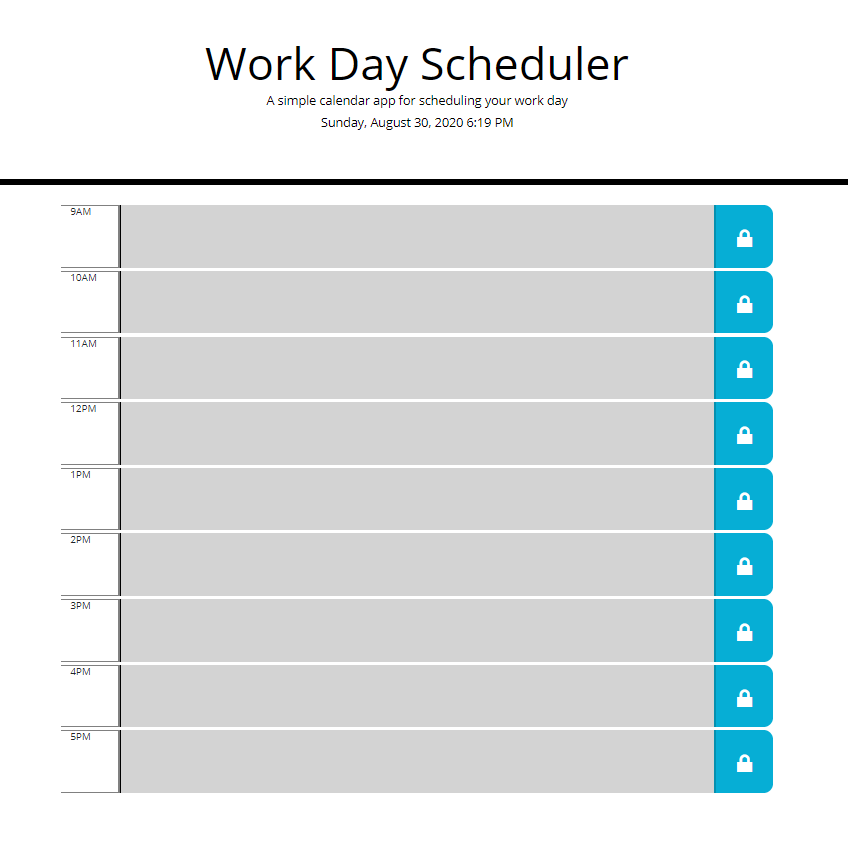 Work Day Scheduler
A simple calendar app for scheduling your work day
Sunday, August 30, 2020 6:19 PM
9AM
10AM
11AM
12PM
1PM
2PM
3PM
4PM
5PM